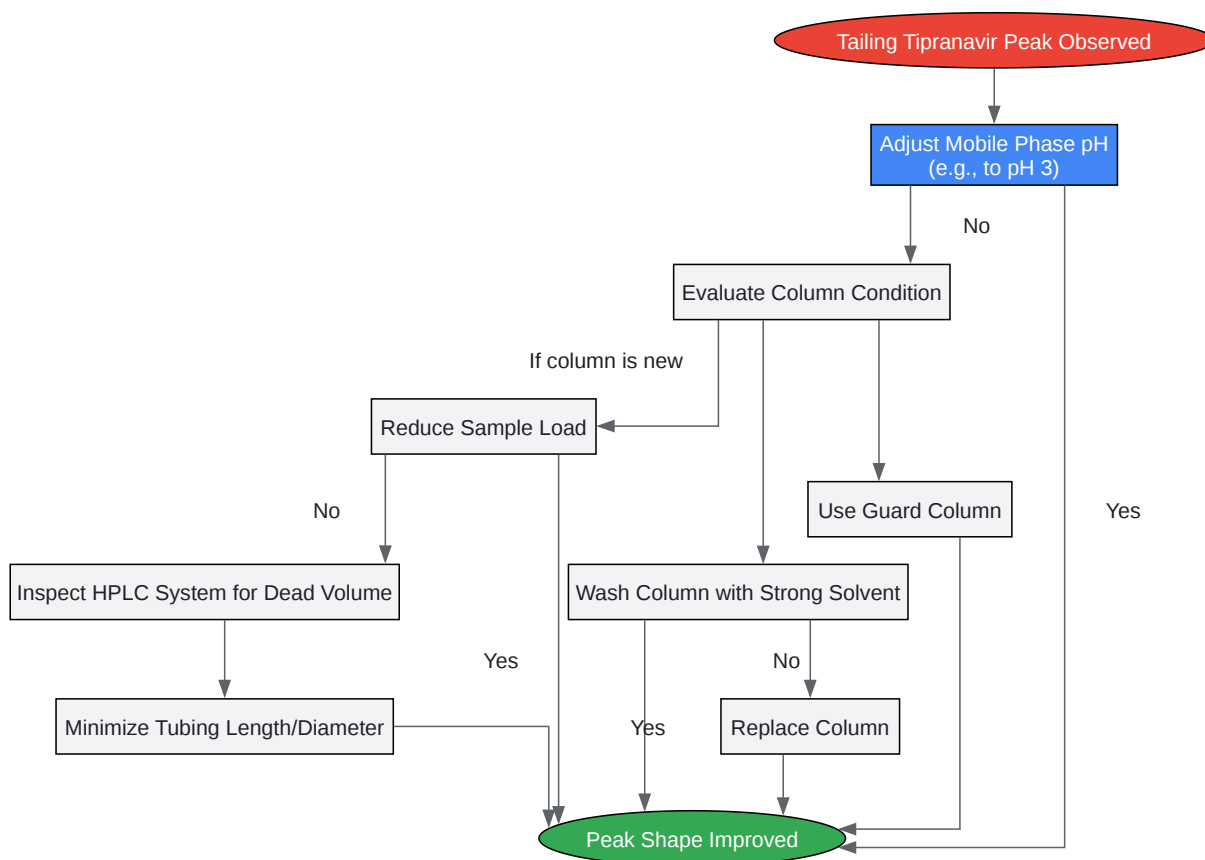 Tailing Tipranavir Peak Observed
Adjust Mobile Phase pH
(e.g., to pH 3)
No
Evaluate Column Condition
If column is new
Reduce Sample Load
No
Use Guard Column
Yes
Inspect HPLC System for Dead Volume
Wash Column with Strong Solvent
Yes
No
Minimize Tubing Length/Diameter
Yes
Replace Column
Peak Shape Improved